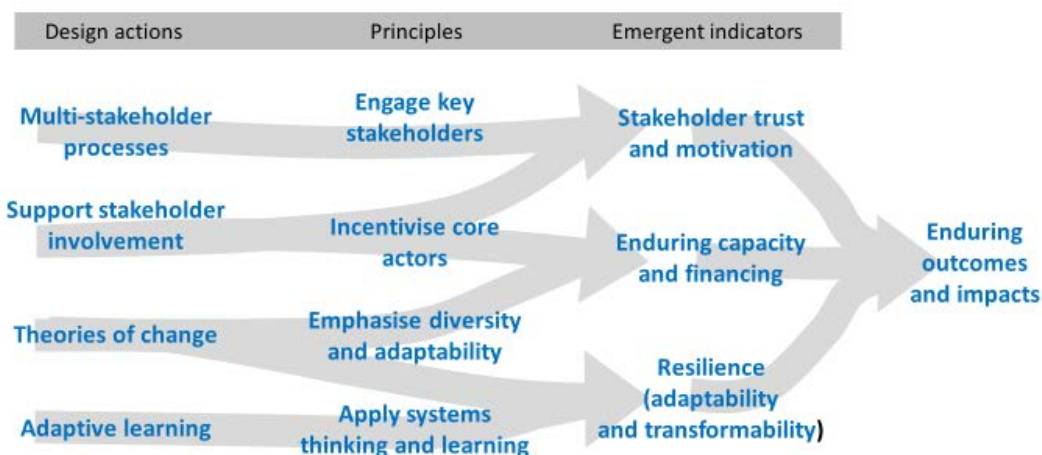 Design actions
Principles
Emergent indicators
Multi-stakeholder
processes
Engage key
stakeholders
Stakeholder trust
and motivation
Support stakeholder
involvement
Incentivise core
actors
Enduring capacity
and financing
Enduring
outcomes
and impacts
Theories of change
Emphasise diversity
and adaptability
Resilience
(adaptability
and transformability)
Adaptive learning
Apply systems
thinking and learning